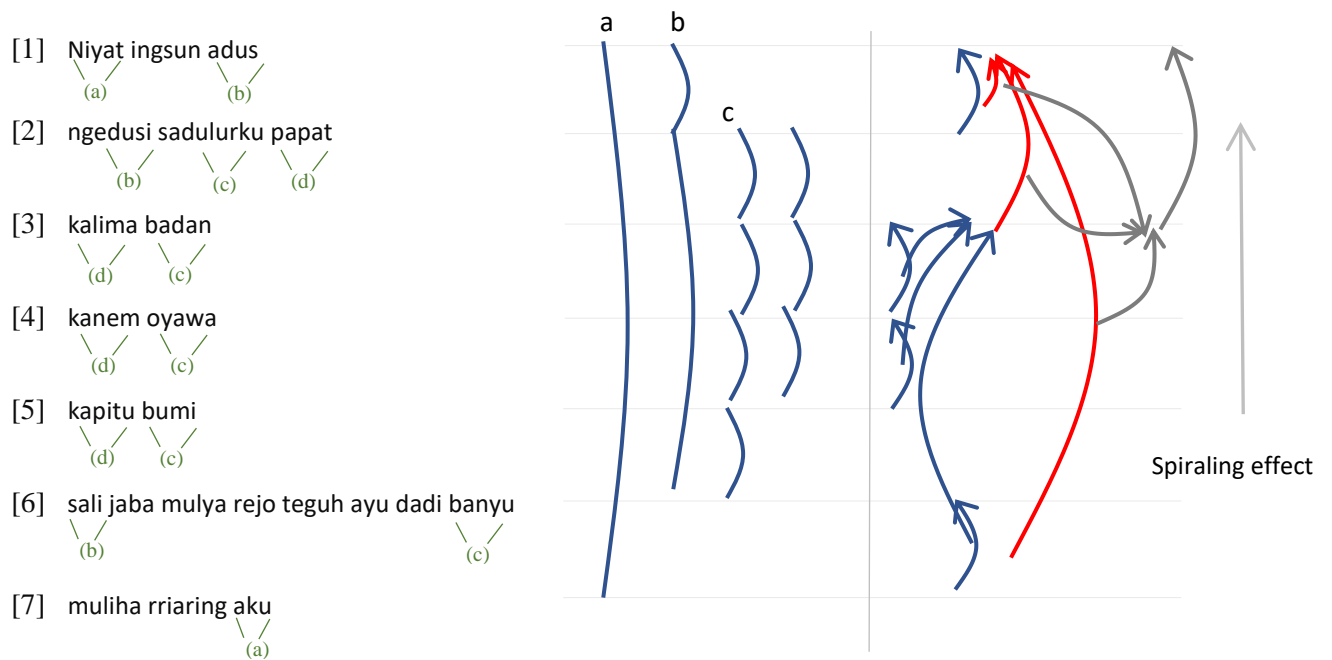 [1] Niyat ingsun adus
(a) (b)
[2] ngedusi sadulurku papat
(b) (c) (d)
[3] kalima badan
(d) (c)
[4] kanem oyawa
(d) (c)
[5] kapitu bumi
(d) (c)
[6] sali jaba mulya rejo teguh ayu dadi banyu
(b) (c)
[7] muliha rriaring aku
(a)
a b
c
Spiraling effect